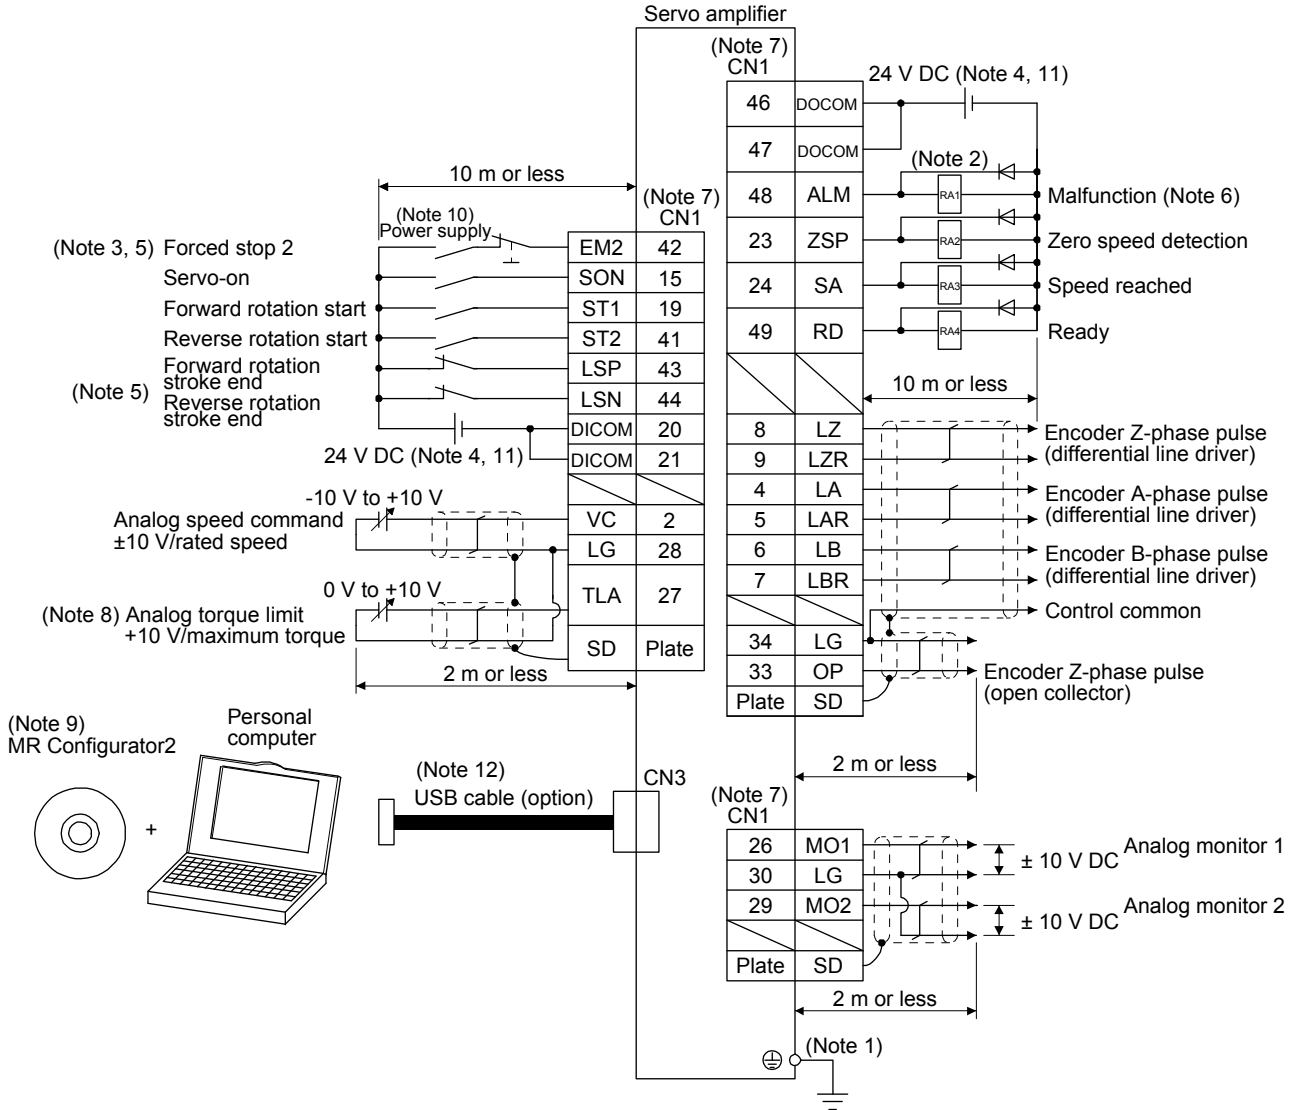 Servo amplifier
(Note 7)
CN1
24 V DC (Note 4, 11)
46 DOCOM
47 DOCOM
(Note 2)
48 ALM RA1 Malfunction (Note 6)
23 ZSP RA2 Zero speed detection
24 SA RA3 Speed reached
49 RD RA4 Ready
10 m or less
8 LZ
9 LZR
Encoder Z-phase pulse
(differential line driver)
4 LA
5 LAR
Encoder A-phase pulse
(differential line driver)
6 LB
7 LBR
Encoder B-phase pulse
(differential line driver)
Control common
34 LG
33 OP
Encoder Z-phase pulse
(open collector)
Plate SD
2 m or less
10 m or less
(Note 7)
CN1
(Note 10)
Power supply
(Note 3, 5) Forced stop 2 EM2 42
Servo-on SON 15
Forward rotation start ST1 19
Reverse rotation start ST2 41
(Note 5)
Forward rotation
stroke end
LSP 43
Reverse rotation
stroke end
LSN 44
DICOM 20
24 V DC (Note 4, 11) DICOM 21
-10 V to +10 V
Analog speed command
±10 V/rated speed
VC 2
LG 28
0 V to +10 V
(Note 8) Analog torque limit
+10 V/maximum torque
TLA 27
SD Plate
2 m or less
(Note 9)
MR Configurator2
+
Personal
computer
(Note 12)
USB cable (option)
CN3
(Note 7)
CN1
26 MO1
± 10 V DC Analog monitor 1
30 LG
29 MO2
± 10 V DC Analog monitor 2
Plate SD
2 m or less
(Note 1)